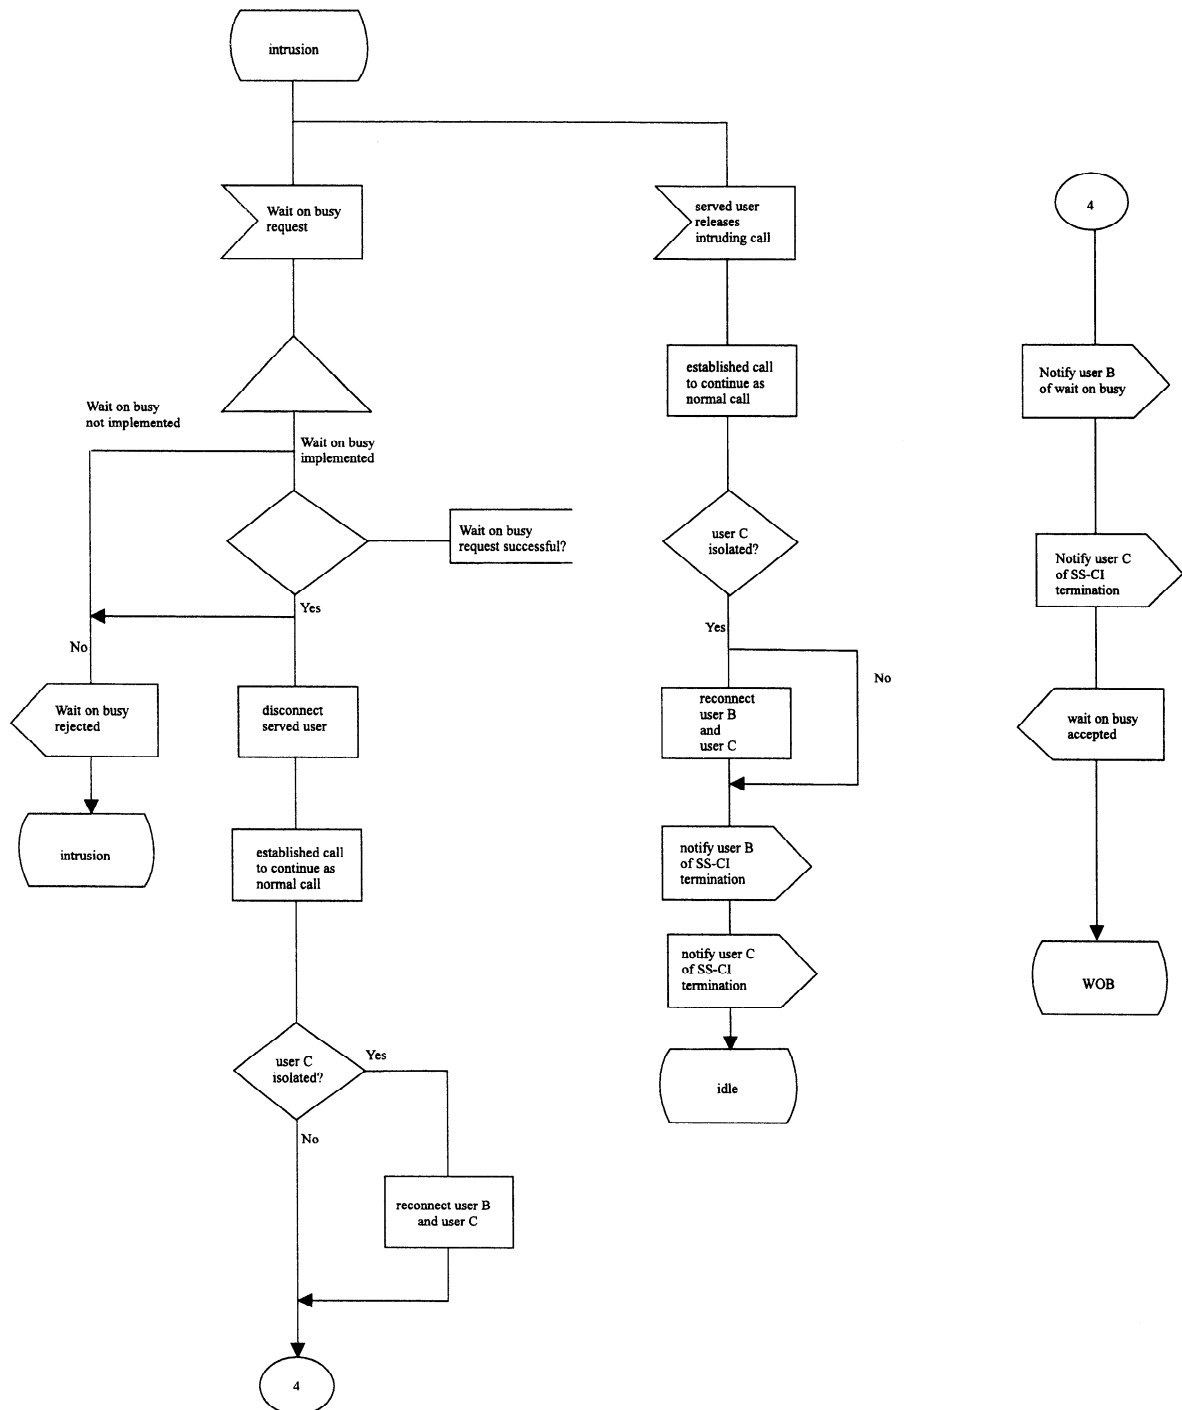 intrusion
Wait on busy
request
served user
releases
intruding call
4
established call
to continue as
normal call
Notify user B
of wait on busy
Wait on busy
not implemented
Wait on busy
implemented
Wait on busy
request successful?
user C
isolated?
Notify user C
of SS-CI
termination
Yes
Yes
No
No
Wait on busy
rejected
disconnect
served user
reconnect
user B
and
user C
wait on busy
accepted
intrusion
established call
to continue as
normal call
notify user B
of SS-CI
termination
notify user C
of SS-CI
termination
WOB
user C
isolated?
Yes
idle
No
reconnect user B
and user C
4